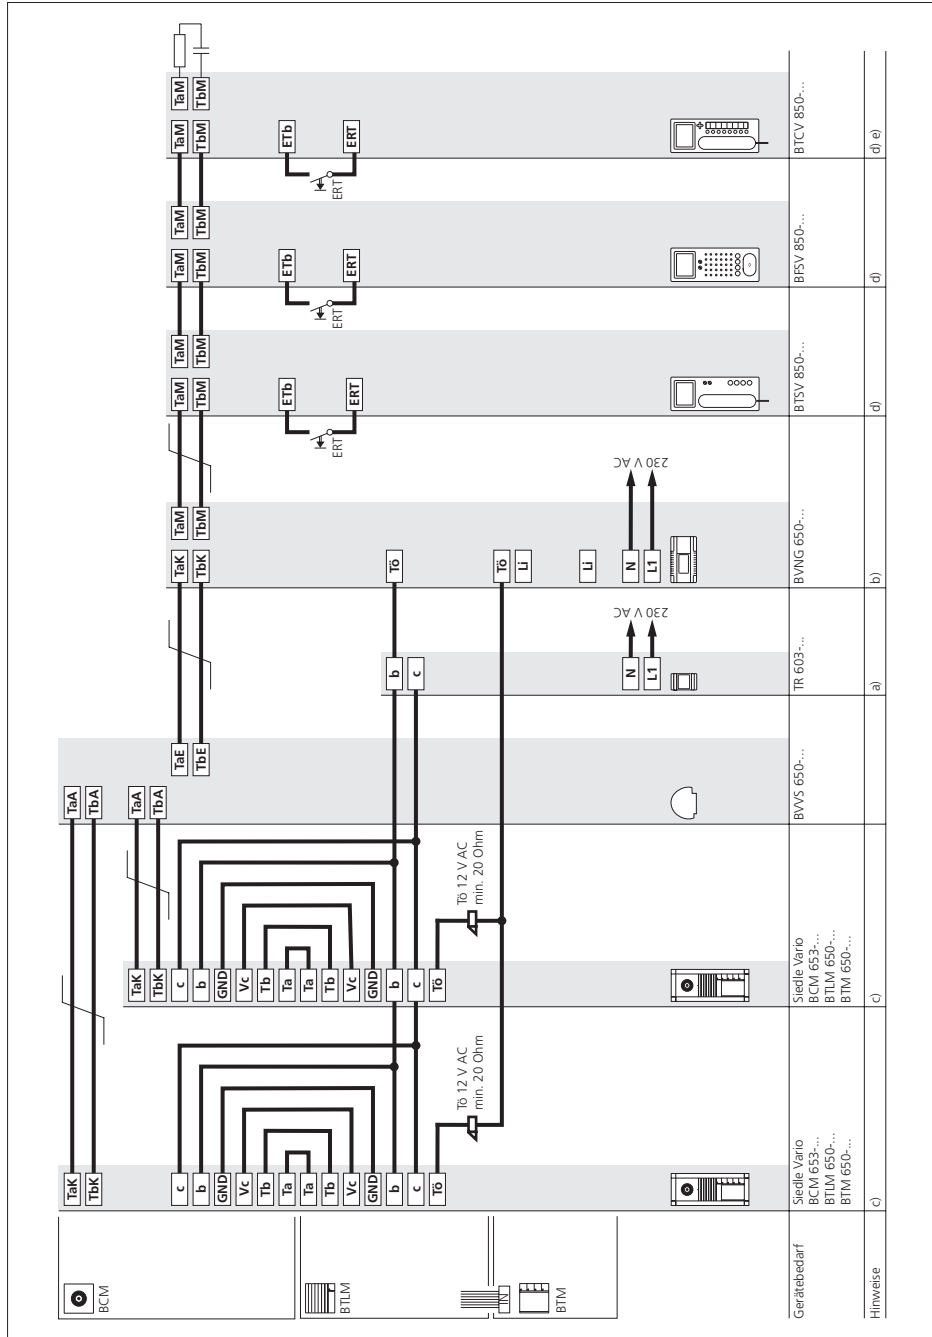 TaK TaA
TbK TbA
BCM
TaK TaA
TbK TbA
c c TaE TaK TaM TaM TaM TaM TaM TaM TaM
b b TbE TbK TbM TbM TbM TbM TbM TbM TbM
GND GND
Vc Vc
Tb Tb
Ta Ta ETb ETb ETb
Ta Ta
Tb Tb
ERT ERT ERT
BTLM
Vc Vc ERT ERT ERT
GND GND
b b b Tö
c c c
Tö Tö
Tö 12 V AC
min. 20 Ohm
Tö 12 V AC
min. 20 Ohm
IN
Tö
Li
BTM
Li
N N
L1 L1
230 V AC
230 V AC
Gerätebedarf
Siedle Vario
BCM 653-...
BTLM 650-...
BTM 650-...
Siedle Vario
BCM 653-...
BTLM 650-...
BTM 650-...
BVVS 650-...
TR 603-...
BVNG 650-...
BTSV 850-...
BFSV 850-...
BTCV 850-...
Hinweise
c)
c)
a)
b)
d)
d)
d) e)